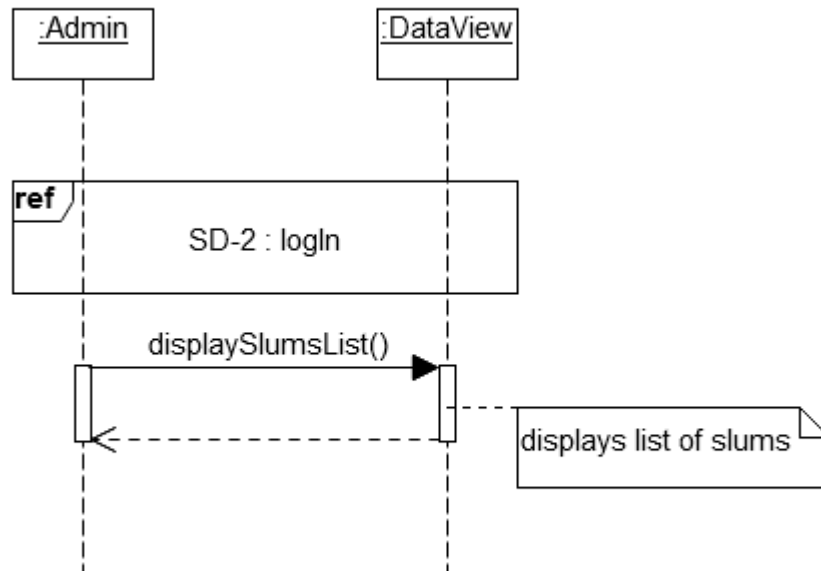 :Admin
:DataView
ref
SD-2 : logIn
displaySlumsList()
displays list of slums